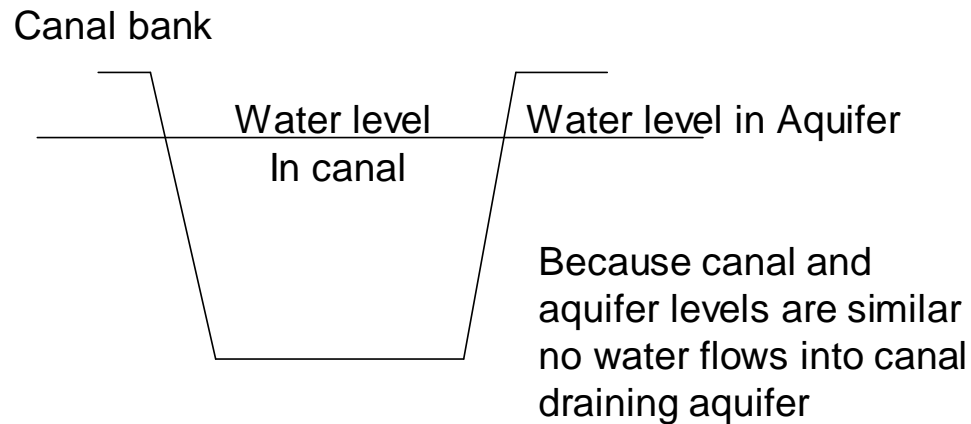 Canal bank
Water level
In canal
Water level in Aquifer
Because canal and
aquifer levels are similar
no water flows into canal
draining aquifer